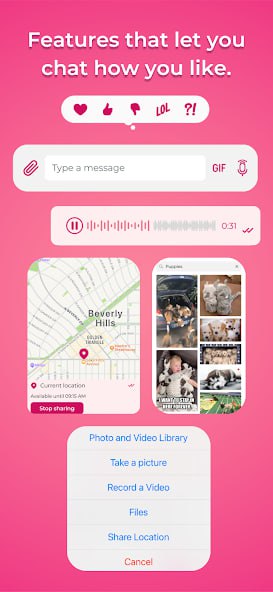 Features that let you
chat how you like.
LOL ?!
Type a message
GIF
0:31
Beverly
Hills
GOLDEN
TRIANGLE
Current location
Available until 09:15 AM
Stop sharing
Puppies
I WANT TO STAY IN
HERE FOREVER.
Photo and Video Library
Take a picture
Record a Video
Files
Share Location
Cancel